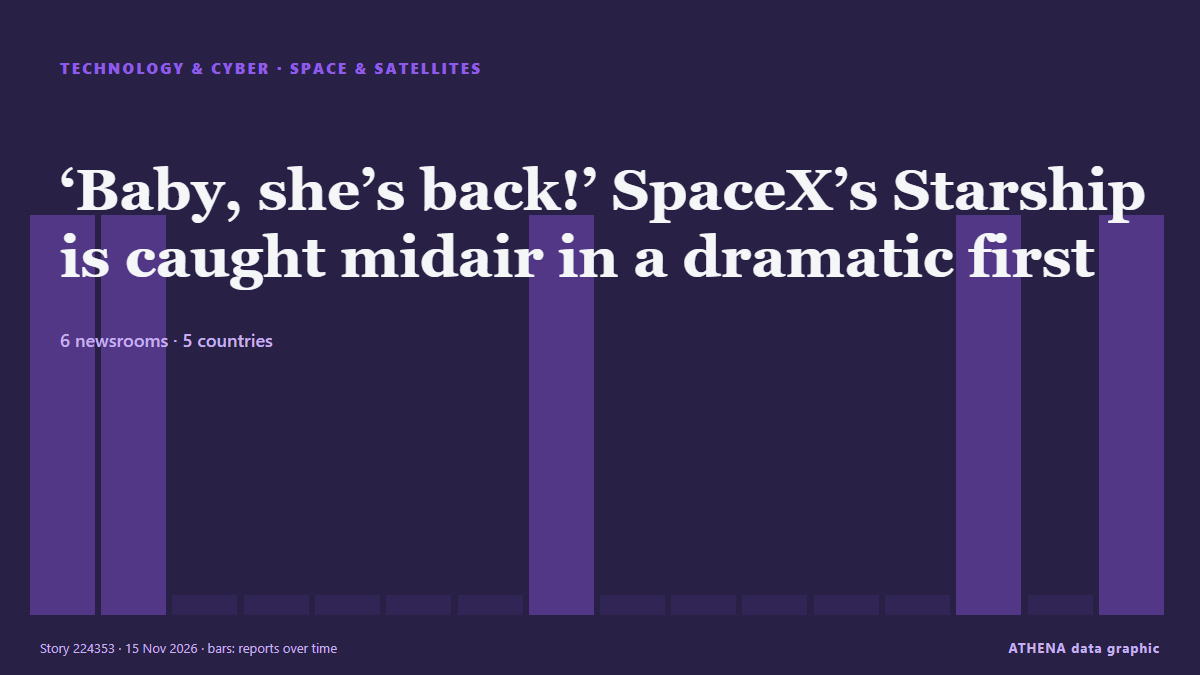 TECHNOLOGY & CYBER · SPACE & SATELLITES
‘Baby, she’s back!’ SpaceX’s Starship
is caught midair in a dramatic first
6 newsrooms · 5 countries
Story 224353 · 15 Nov 2026 · bars: reports over time
ATHENA data graphic